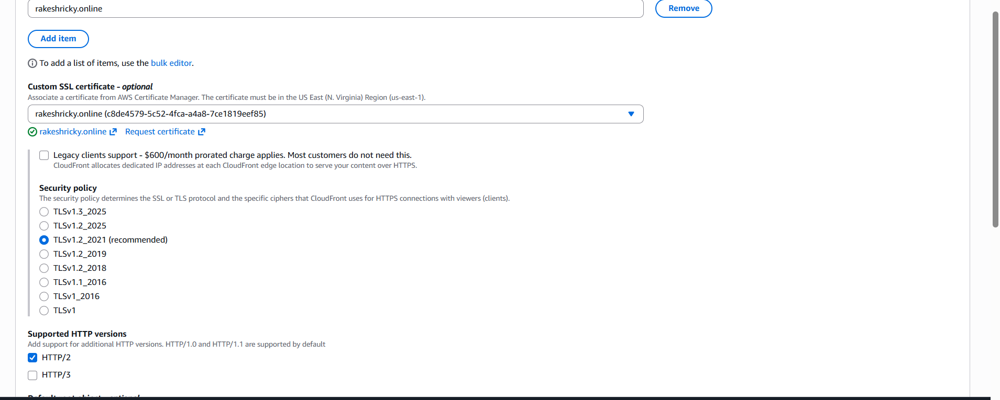 rakeshricky.online
Remove
Add item
To add a list of items, use the bulk editor.
Custom SSL certificate - optional
Associate a certificate from AWS Certificate Manager. The certificate must be in the US East (N. Virginia) Region (us-east-1).
rakeshricky.online (c8de4579-5c52-4fca-a4a8-7ce1819eef85)
rakeshricky.online Request certificate
Legacy clients support - $600/month prorated charge applies. Most customers do not need this.
CloudFront allocates dedicated IP addresses at each CloudFront edge location to serve your content over HTTPS.
Security policy
The security policy determines the SSL or TLS protocol and the specific ciphers that CloudFront uses for HTTPS connections with viewers (clients).
TLSv1.3_2025
TLSv1.2_2025
TLSv1.2_2021 (recommended)
TLSv1.2_2019
TLSv1.2_2018
TLSv1.1_2016
TLSv1_2016
TLSv1
Supported HTTP versions
Add support for additional HTTP versions. HTTP/1.0 and HTTP/1.1 are supported by default
HTTP/2
HTTP/3